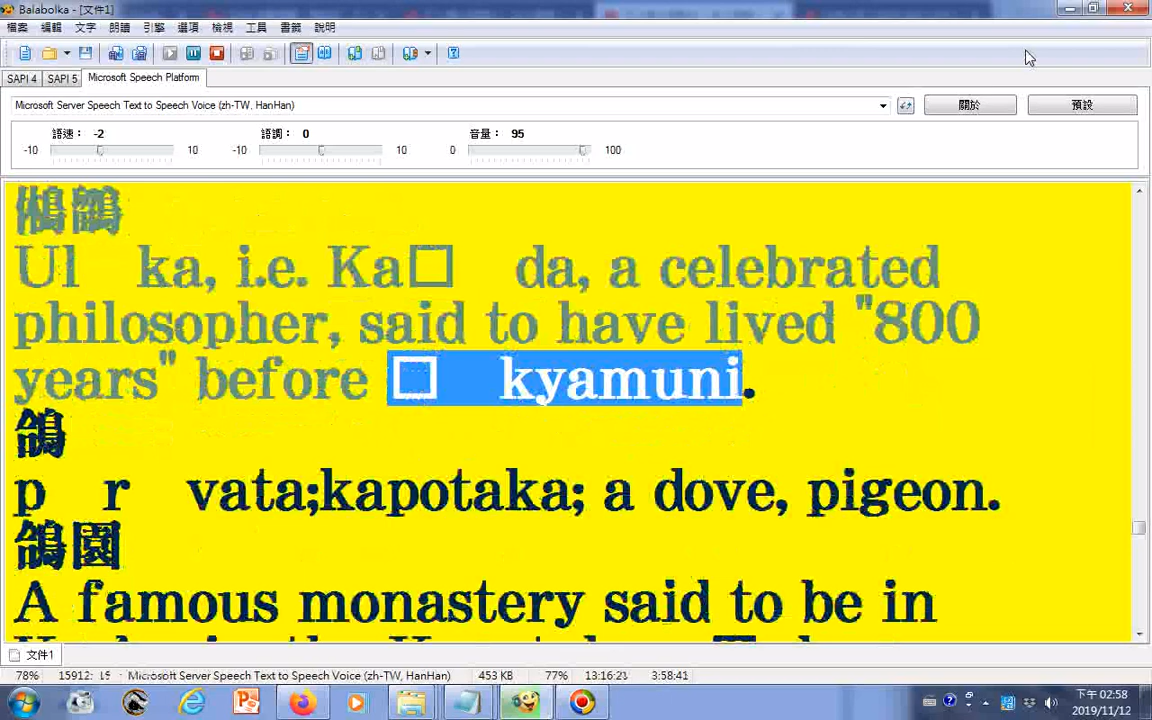 Balabolka - [文件1]
檔案 編輯 文字 朗讀 引擎 選項 檢視 工具 書籤 說明
SAPI 4 SAPI 5 Microsoft Speech Platform
Microsoft Server Speech Text to Speech Voice (zh-TW, HanHan) 關於 預設
語速： -2 語調： 0 音量： 95
-10 10 -10 10 0 100
鵂鶹
Ul ka, i.e. Ka□ da, a celebrated
philosopher, said to have lived "800
years" before □ kyamuni.
鴿
p r vata;kapotaka; a dove, pigeon.
鴿園
A famous monastery said to be in
文件1
78% 15912: 15 Microsoft Server Speech Text to Speech Voice (zh-TW, HanHan) 453 KB 77% 13:16:21 3:58:41
下午 02:58
2019/11/12